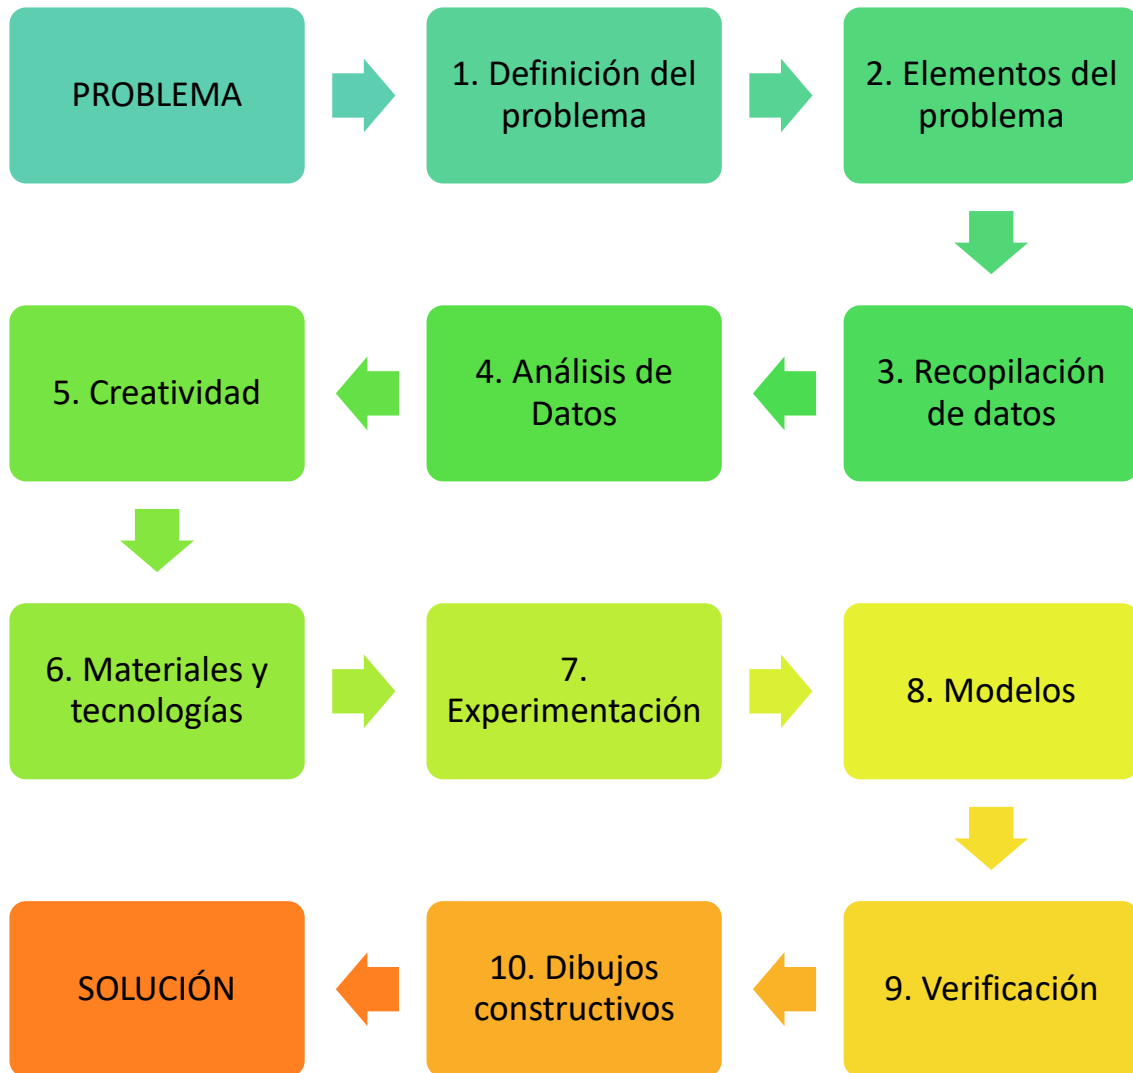 PROBLEMA
1. Definición del
problema
2. Elementos del
problema
3. Recopilación
de datos
4. Análisis de
Datos
5. Creatividad
6. Materiales y
tecnologías
7.
Experimentación
8. Modelos
9. Verificación
10. Dibujos
constructivos
SOLUCIÓN